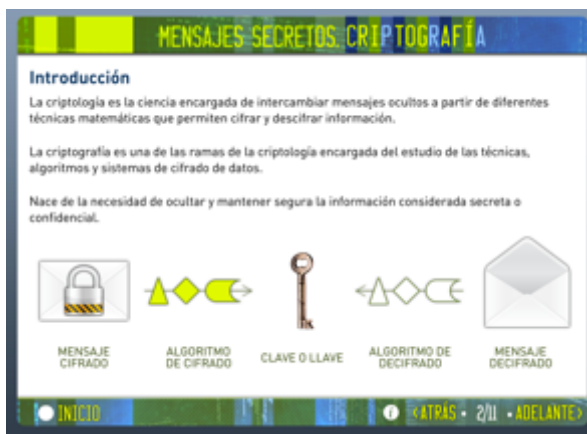 MENSAJES SECRETOS. CRIPTOGRAFÍA
Introducción
La criptología es la ciencia encargada de intercambiar mensajes ocultos a partir de diferentes
técnicas matemáticas que permiten cifrar y descifrar información.
La criptografía es una de las ramas de la criptología encargada del estudio de las técnicas,
algoritmos y sistemas de cifrado de datos.
Nace de la necesidad de ocultar y mantener segura la información considerada secreta o
confidencial.
MENSAJE
CIFRADO
ALGORITMO
DE CIFRADO
CLAVE O LLAVE
ALGORITMO DE
DECIFRADO
MENSAJE
DECIFRADO
INICIO
i <ATRÁS • 2/11 • ADELANTE>